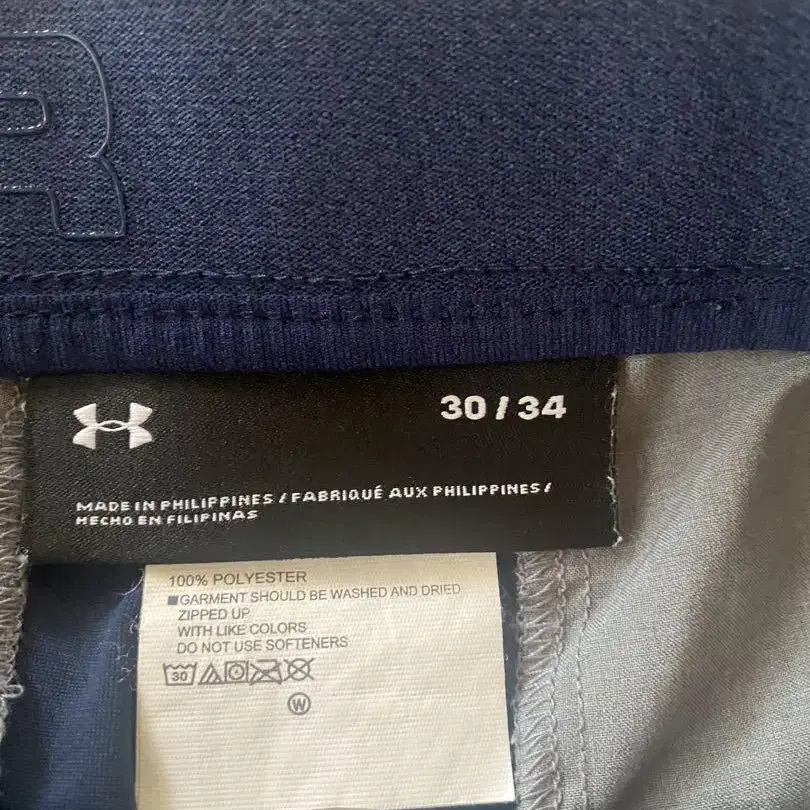 R
30 / 34
MADE IN PHILIPPINES / FABRIQUÉ AUX PHILIPPINES /
HECHO EN FILIPINAS
100% POLYESTER
■GARMENT SHOULD BE WASHED AND DRIED
ZIPPED UP
WITH LIKE COLORS
DO NOT USE SOFTENERS
30
W